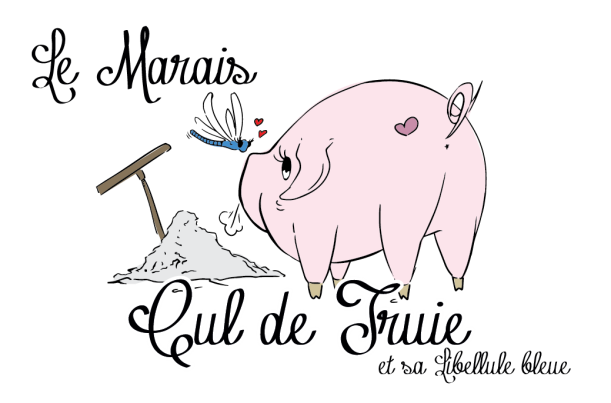 Le Marais
Cul de Truie
et sa Libellule bleue